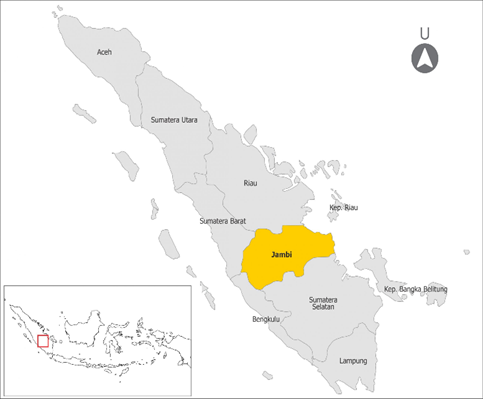 U
Aceh
Sumatera Utara
Riau
Kep. Riau
Sumatera Barat
Jambi
Kep. Bangka Belitung
Sumatera
Selatan
Bengkulu
Lampung